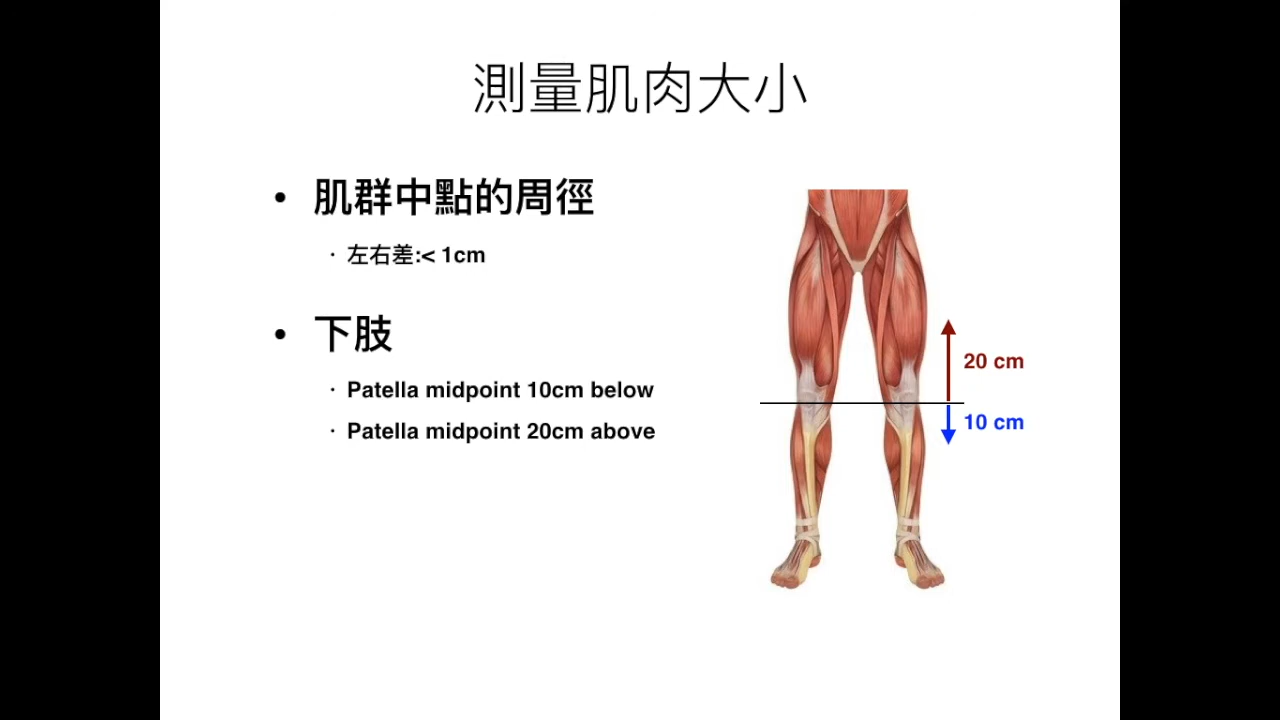 測量肌肉大小
• 肌群中點的周徑
· 左右差:< 1cm
• 下肢
· Patella midpoint 10cm below
· Patella midpoint 20cm above
20 cm
10 cm